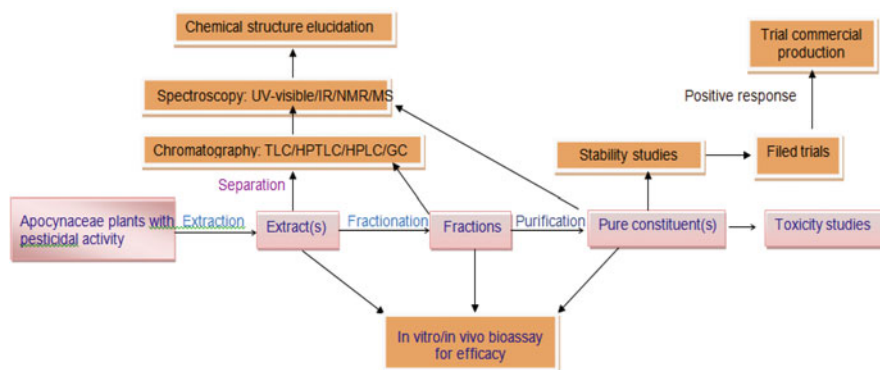 Chemical structure elucidation
Trial commercial
production
Spectroscopy: UV-visible/IR/NMR/MS
Positive response
Chromatography: TLC/HPTLC/HPLC/GC
Stability studies
Filed trials
Separation
Apocynaceae plants with
pesticidal activity
Extraction
Extract(s)
Fractionation
Fractions
Purification
Pure constituent(s)
Toxicity studies
In vitro/in vivo bioassay
for efficacy